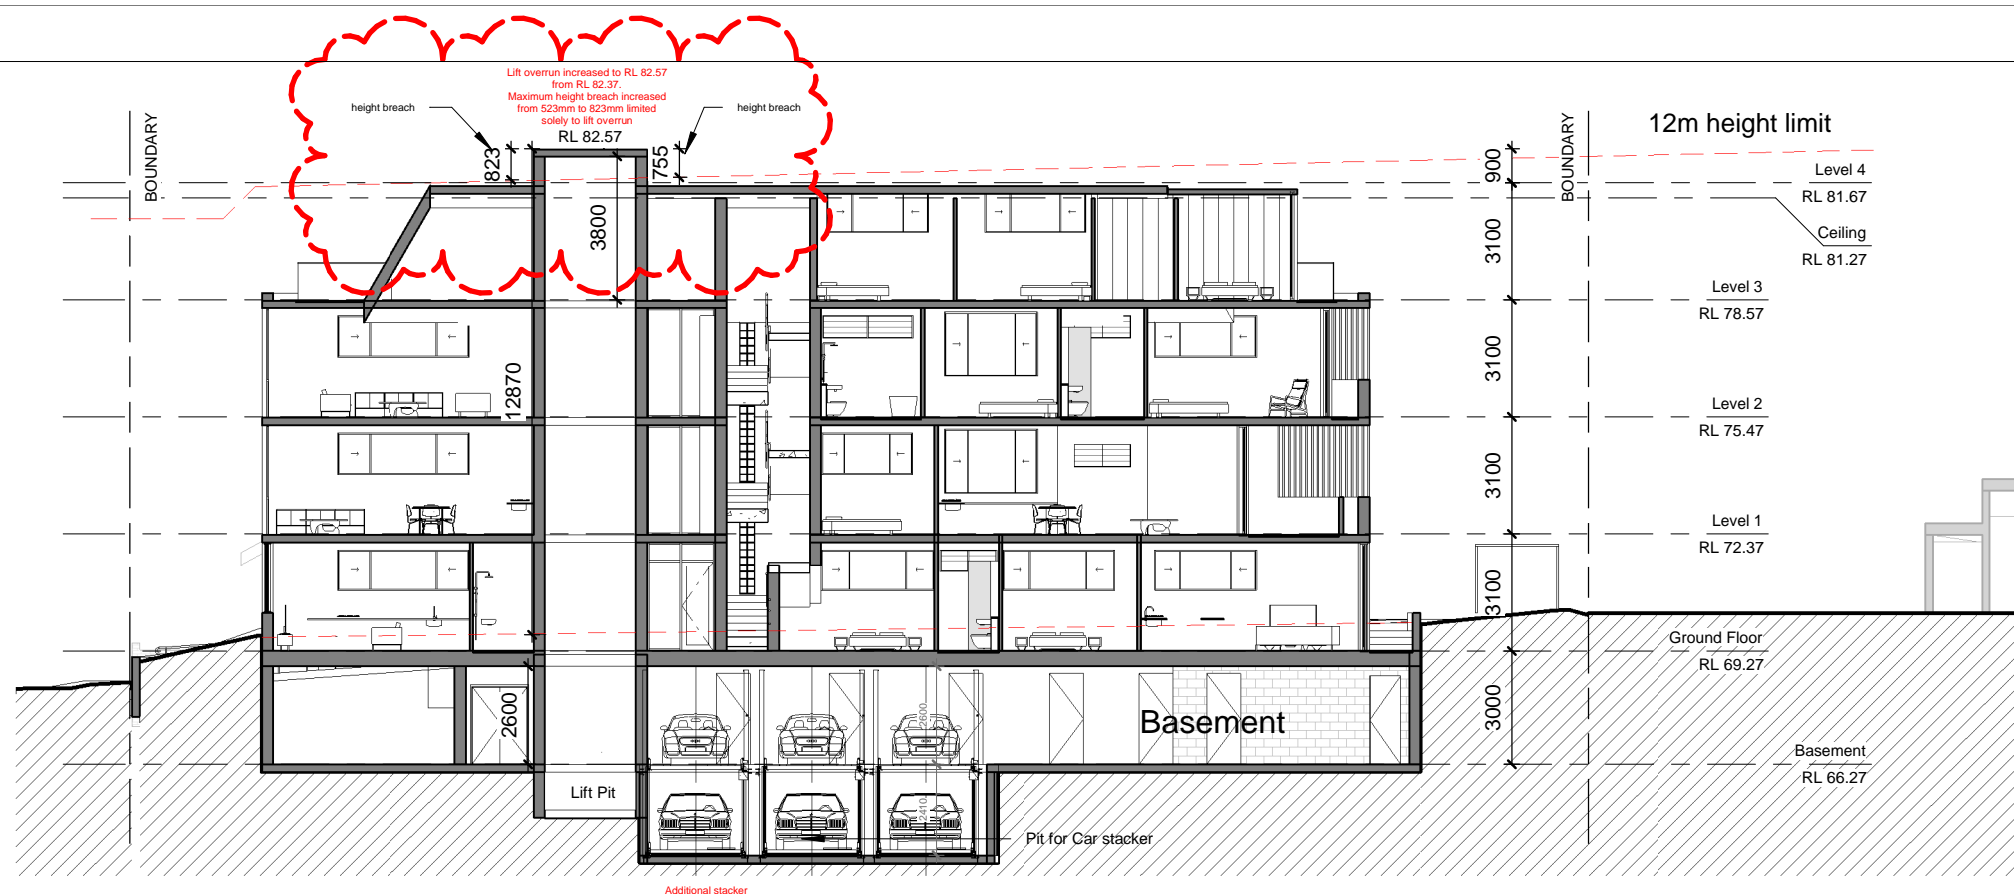 Lift overrun increased to RL 82.57
from RL 82.37.
Maximum height breach increased
from 523mm to 823mm limited
solely to lift overrun
height breach
height breach
RL 82.57
BOUNDARY
BOUNDARY
12m height limit
823
755
900
Level 4
RL 81.67
3800
3100
Ceiling
RL 81.27
Level 3
RL 78.57
12870
3100
Level 2
RL 75.47
3100
Level 1
RL 72.37
3100
Ground Floor
RL 69.27
2600
2600
3000
Basement
Basement
RL 66.27
Lift Pit
2410
Pit for Car stacker
Additional stacker